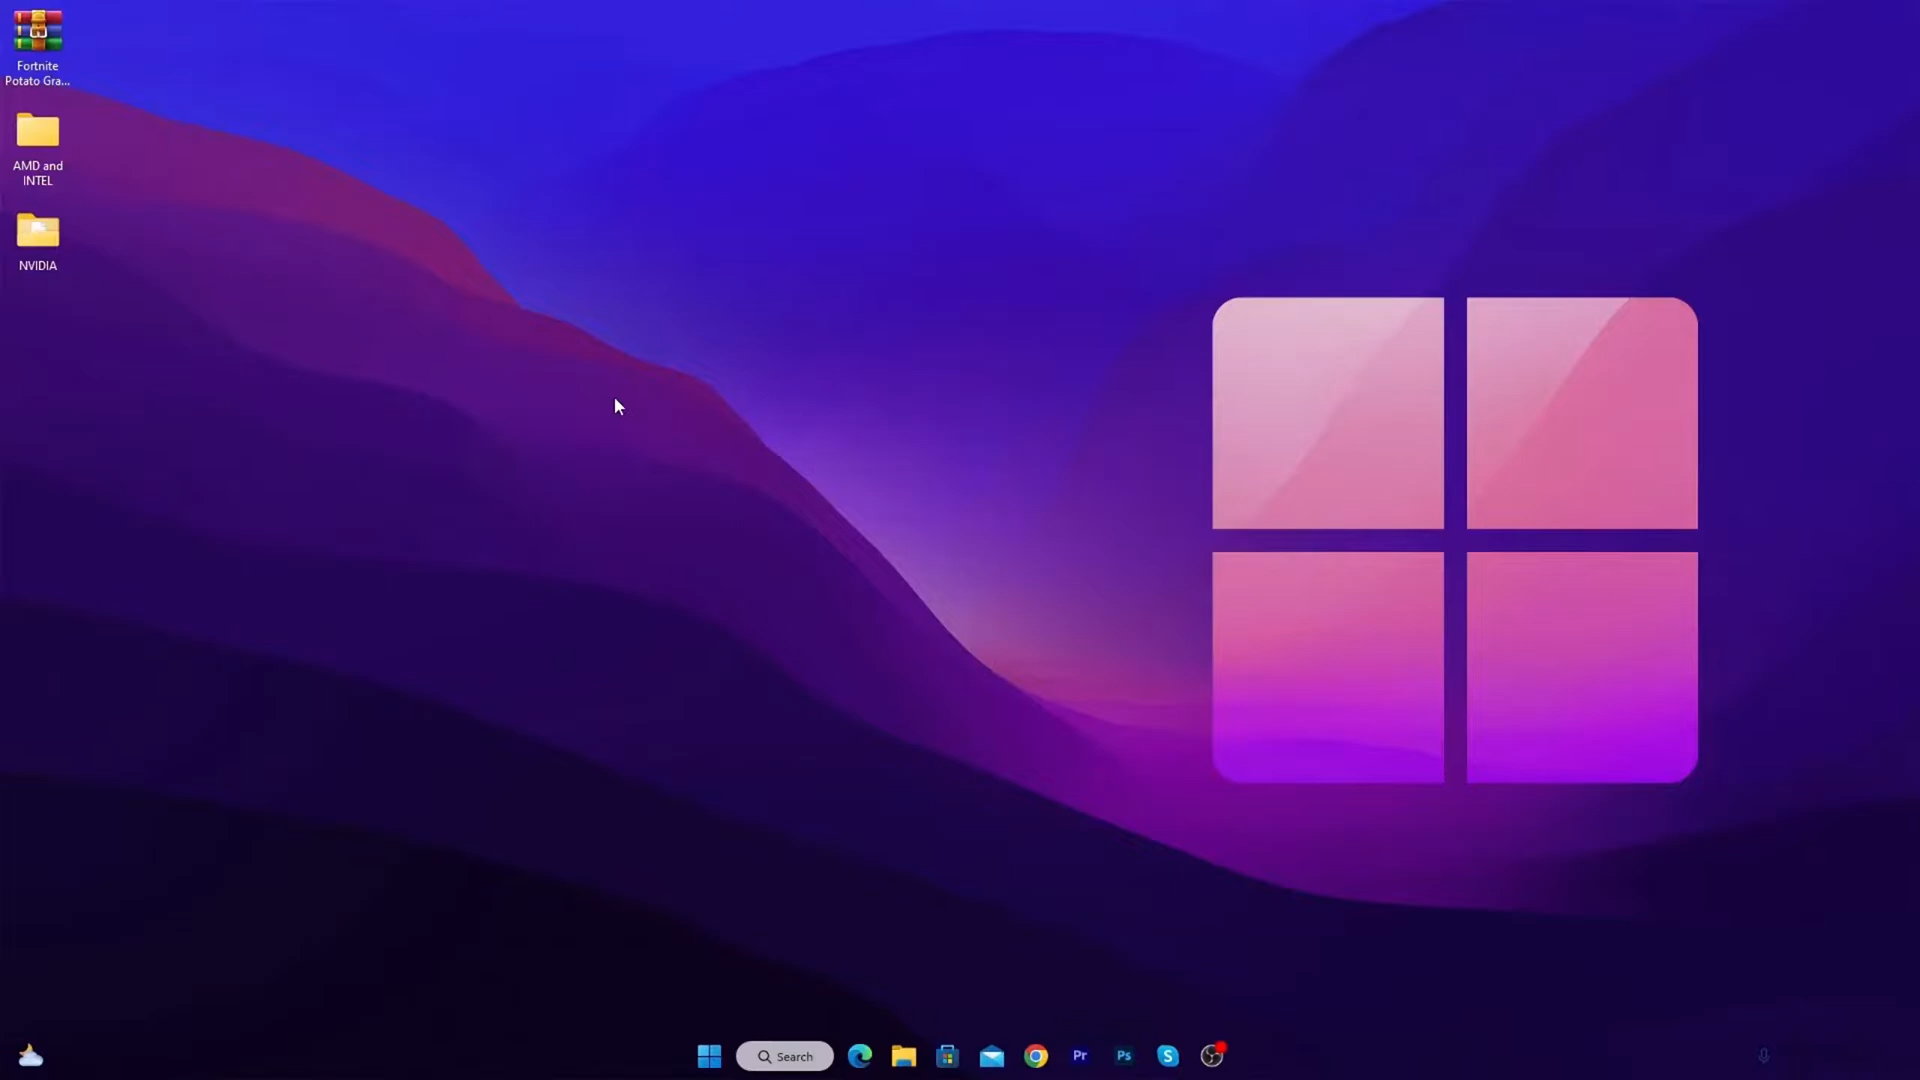 Fortnite
Potato Gra...
AMD and
INTEL
NVIDIA
Search
Pr
Ps
S